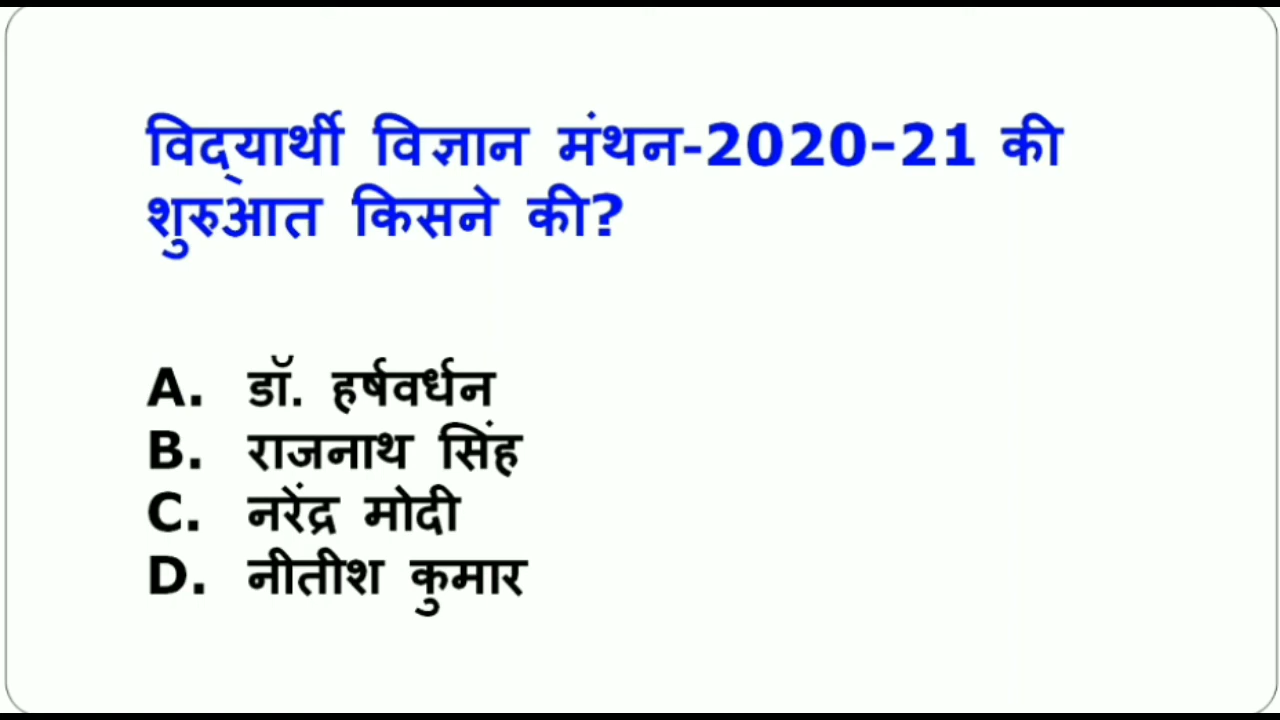 विद्यार्थी विज्ञान मंथन-2020-21 की
शुरुआत किसने की?
A. डॉ. हर्षवर्धन
B. राजनाथ सिंह
C. नरेंद्र मोदी
D. नीतीश कुमार